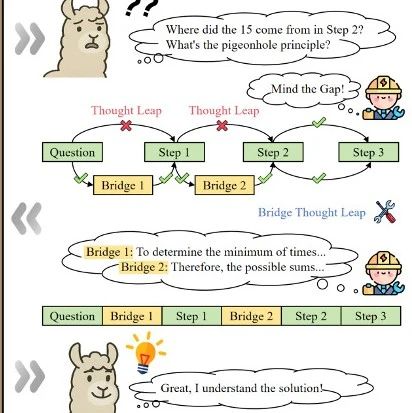 ??
Where did the 15 come from in Step 2?
What's the pigeonhole principle?
Mind the Gap!
Thought Leap Thought Leap
Question Step 1 Step 2 Step 3
Bridge 1 Bridge 2
Bridge Thought Leap
Bridge 1: To determine the minimum of times...
Bridge 2: Therefore, the possible sums...
Question Bridge 1 Step 1 Bridge 2 Step 2 Step 3
Great, I understand the solution!